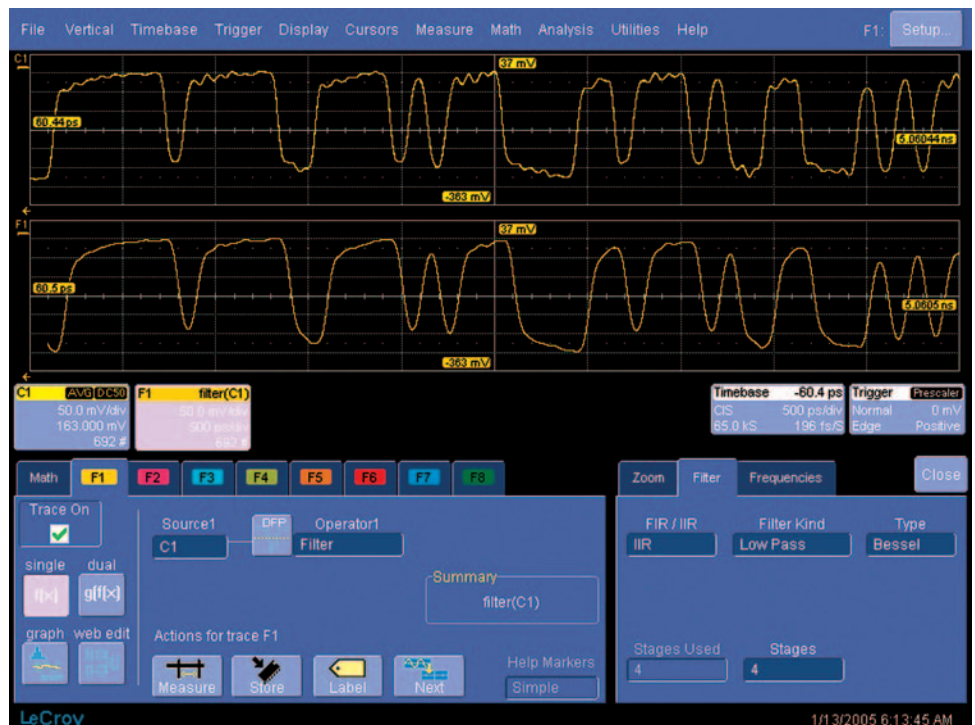 File Vertical Timebase Trigger Display Cursors Measure Math Analysis Utilities Help F1: Setup...
C1
37 mV
60.44ps
5.06044ns
-363 mV
F1
37 mV
60.5 ps
5.0605 ns
-363 mV
C1 AVG DC50
50.0 mV/div
163.000 mV
692 #
F1 filter(C1)
50.0 mV/div
500 ps/div
692 #
Timebase -60.4 ps
CIS 500 ps/div
65.0 kS 196 fs/S
Trigger Prescaler
Normal 0 mV
Edge Positive
Math F1 F2 F3 F4 F5 F6 F7 F8
Zoom Filter Frequencies Close
Trace On
Source1 DFP Operator1
C1 Filter
single dual
f(x) g(f(x)
Summary
filter(C1)
graph web edit
Actions for trace F1
Measure Store Label Next
Help Markers
Simple
FIR / IIR Filter Kind Type
IIR Low Pass Bessel
Stages Used Stages
4 4
LeCroy 1/13/2005 6:13:45 AM